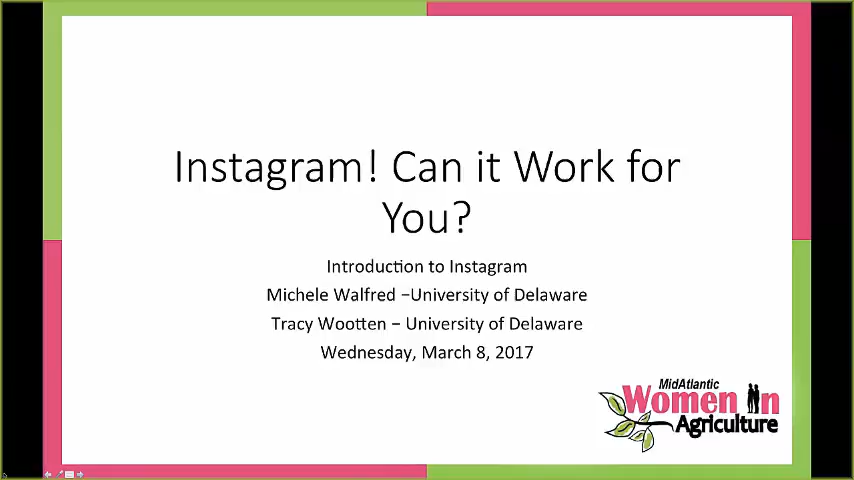 Instagram! Can it Work for
You?
Introduction to Instagram
Michele Walfred –University of Delaware
Tracy Wootten – University of Delaware
Wednesday, March 8, 2017
MidAtlantic
Women In
Agriculture